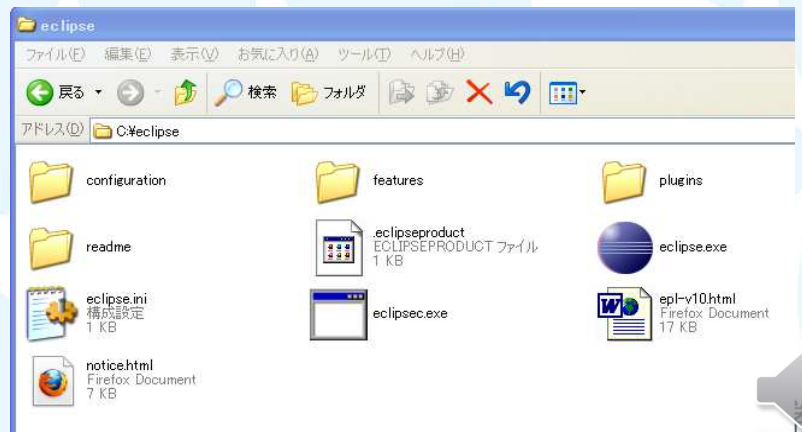 eclipse
ファイル(F) 編集(E) 表示(V) お気に入り(A) ツール(T) ヘルプ(H)
戻る 検索 フォルダ
アドレス(D) C:¥eclipse
configuration
features
plugins
readme
.eclipseproduct
ECLIPSEPRODUCT ファイル
1 KB
eclipse.exe
eclipse.ini
構成設定
1 KB
eclipsec.exe
epl-v10.html
Firefox Document
17 KB
notice.html
Firefox Document
7 KB